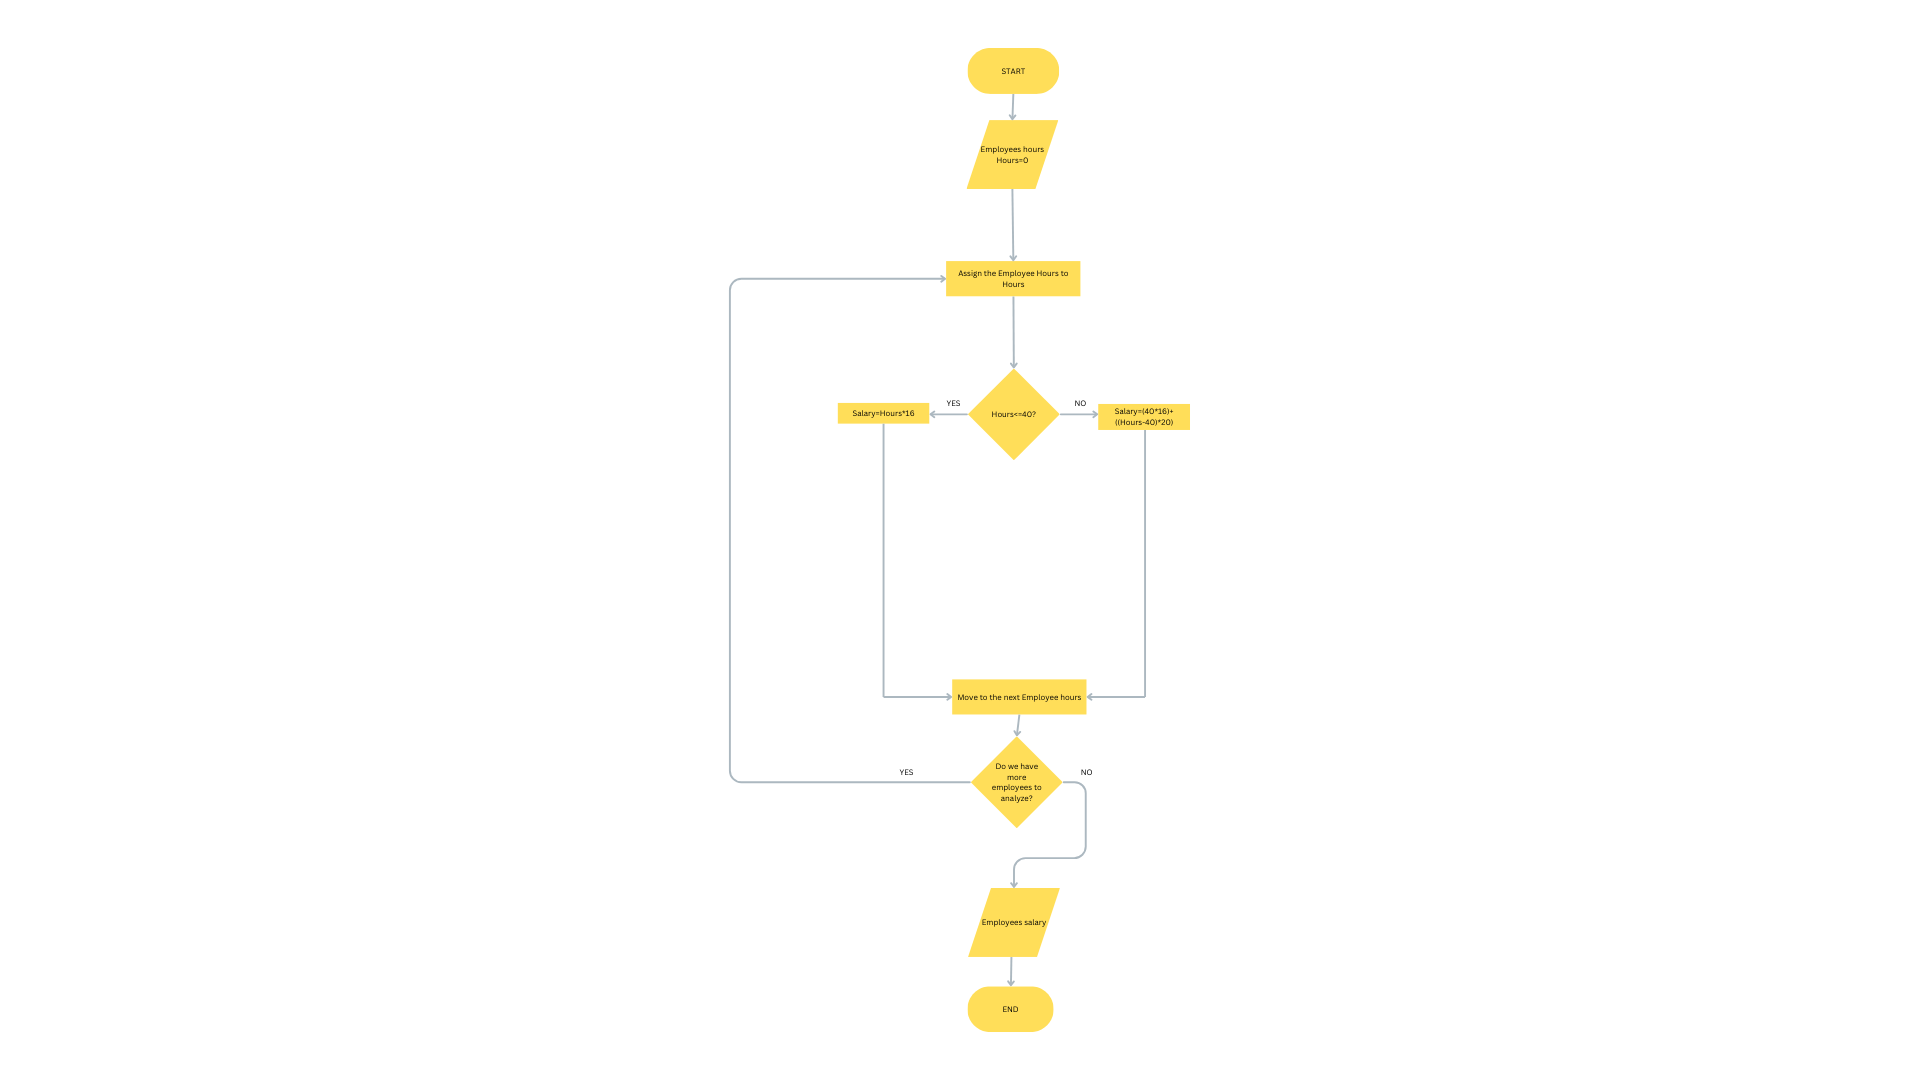 START
Employees hours
Hours=0
Assign the Employee Hours to
Hours
YES
NO
Salary=Hours*16
Hours<=40?
Salary=(40*16)+
((Hours-40)*20)
Move to the next Employee hours
Do we have
more
employees to
analyze?
YES
NO
Employees salary
END